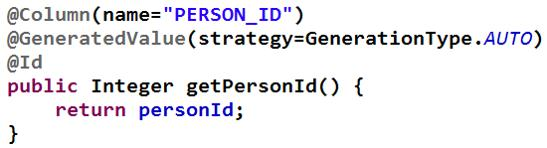 @Column(name="PERSON_ID")
@GeneratedValue(strategy=GenerationType.AUTO)
@Id
public Integer getPersonId() {
    return personId;
}